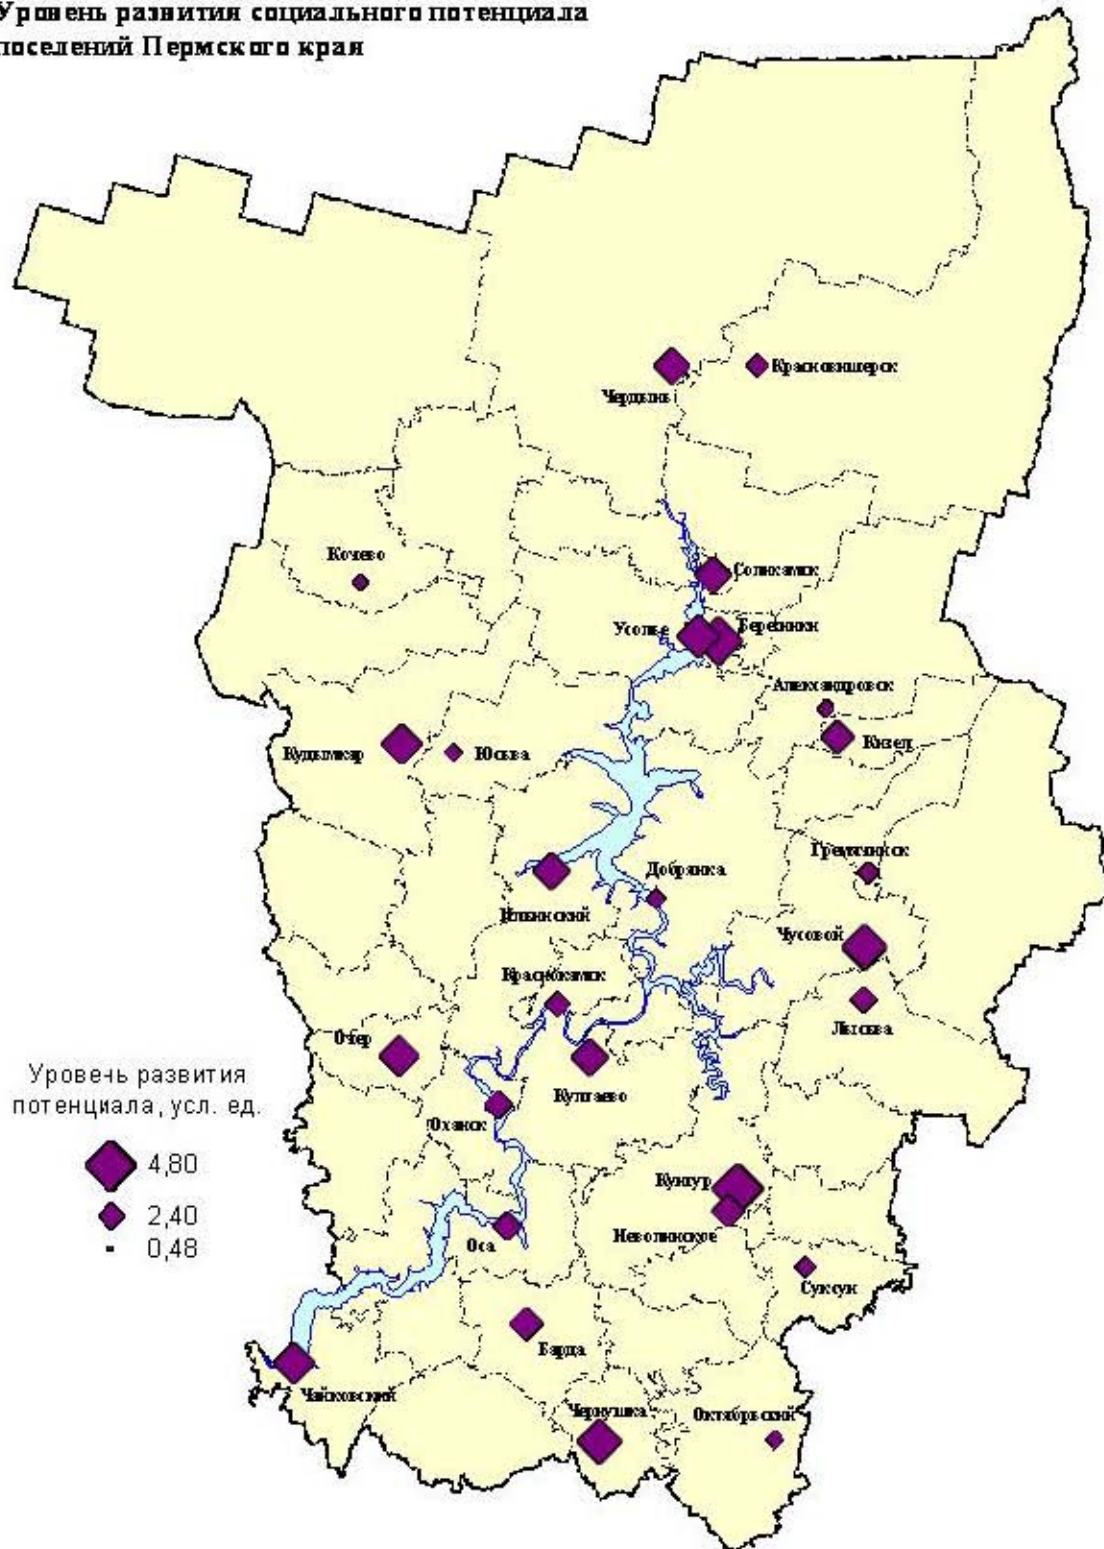 Уровень развития социального потенциала
поселений Пермского края
Чердынь
Красновишерск
Кочево
Соликамск
Усолье
Березники
Александровск
Кизел
Кудымкар
Юсьва
Гремячинск
Добрянка
Ильинский
Чусовой
Краснокамск
Лысьва
Очер
Култаево
Оханск
Уровень развития
потенциала, усл. ед.
4,80
2,40
0,48
Кунгур
Неволинское
Оса
Суксун
Барда
Чайковский
Чернушка
Октябрьский